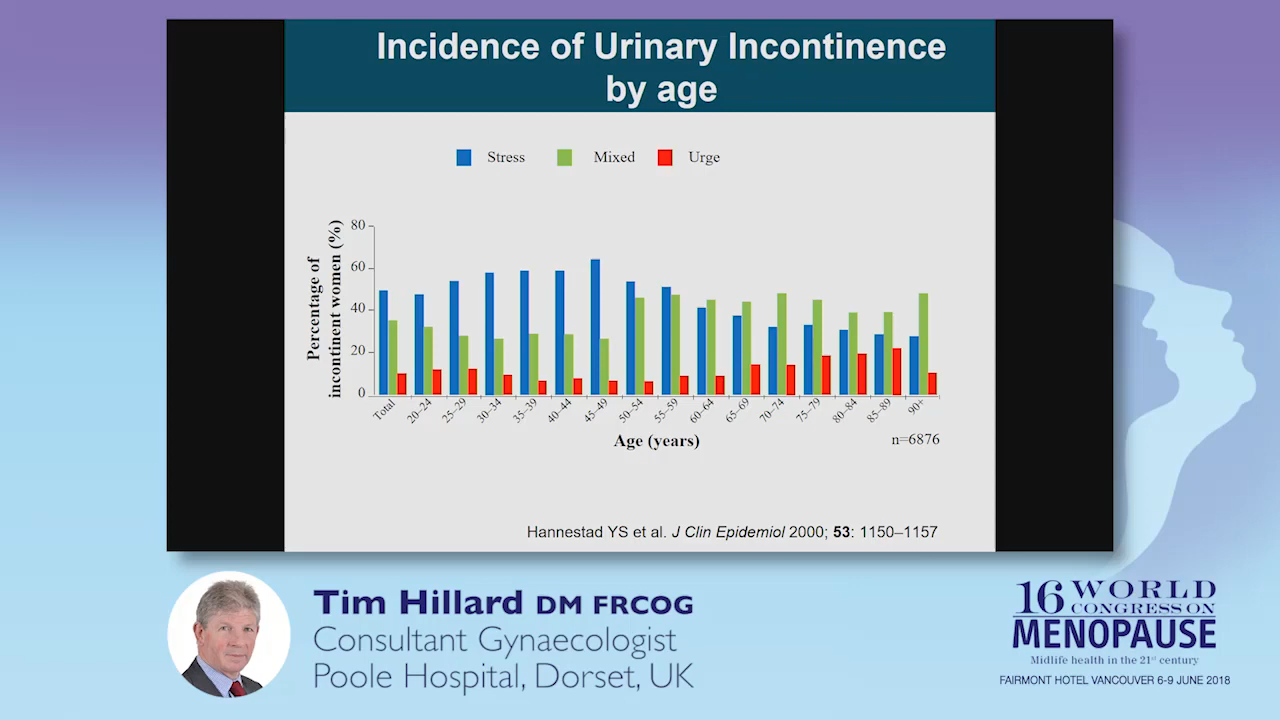 Incidence of Urinary Incontinence
by age
Stress Mixed Urge
Percentage of
incontinent women (%)
80
60
40
20
0
Total 20–24 25–29 30–34 35–39 40–44 45–49 50–54 55–59 60–64 65–69 70–74 75–79 80–84 85–89 90+
Age (years)
n=6876
Hannestad YS et al. J Clin Epidemiol 2000; 53: 1150–1157
Tim Hillard DM FRCOG
Consultant Gynaecologist
Poole Hospital, Dorset, UK
16 WORLD
CONGRESS ON
MENOPAUSE
Midlife health in the 21st century
FAIRMONT HOTEL VANCOUVER 6-9 JUNE 2018